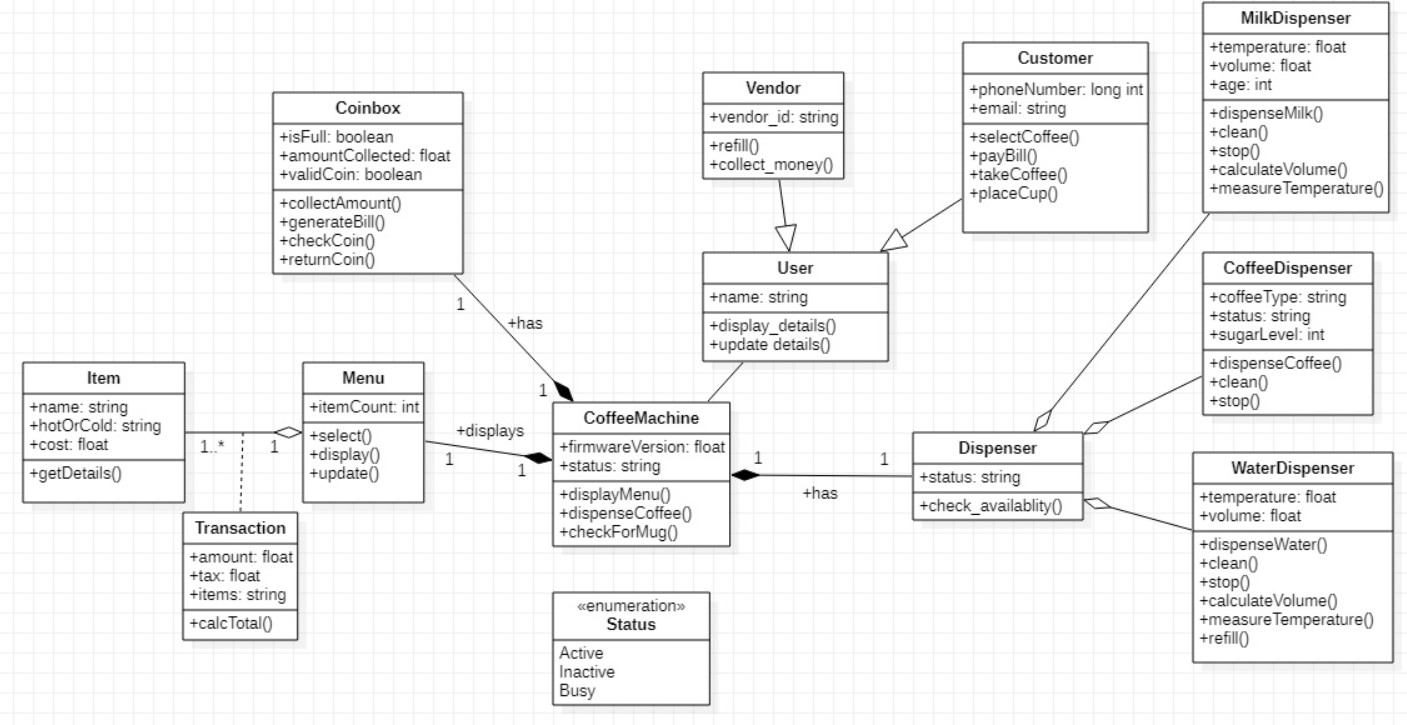 MilkDispenser
+temperature: float
+volume: float
+age: int
+dispenseMilk()
+clean()
+stop()
+calculateVolume()
+measureTemperature()
Customer
+phoneNumber: long int
+email: string
+selectCoffee()
+payBill()
+takeCoffee()
+placeCup()
Vendor
+vendor_id: string
+refill()
+collect_money()
Coinbox
+isFull: boolean
+amountCollected: float
+validCoin: boolean
+collectAmount()
+generateBill()
+checkCoin()
+returnCoin()
User
+name: string
+display_details()
+update details()
CoffeeDispenser
+coffeeType: string
+status: string
+sugarLevel: int
+dispenseCoffee()
+clean()
+stop()
1
+has
1
Item
+name: string
+hotOrCold: string
+cost: float
+getDetails()
1..*
1
Menu
+itemCount: int
+select()
+display()
+update()
+displays
1
1
CoffeeMachine
+firmwareVersion: float
+status: string
+displayMenu()
+dispenseCoffee()
+checkForMug()
1
1
+has
Dispenser
+status: string
+check_availablity()
WaterDispenser
+temperature: float
+volume: float
+dispenseWater()
+clean()
+stop()
+calculateVolume()
+measureTemperature()
+refill()
Transaction
+amount: float
+tax: float
+items: string
+calcTotal()
«enumeration»
Status
Active
Inactive
Busy